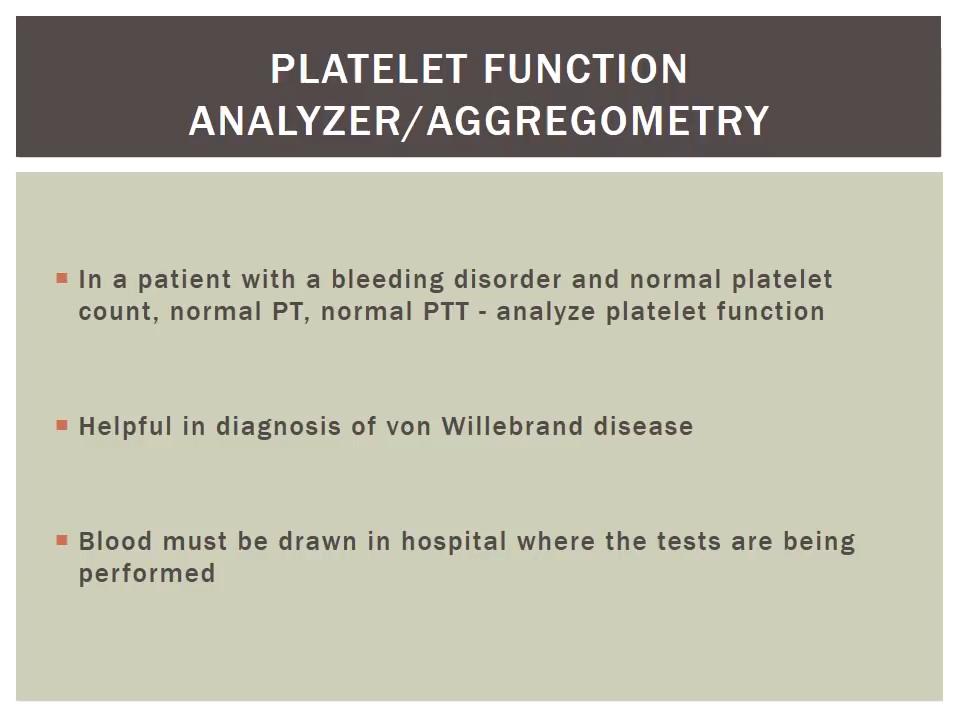 PLATELET FUNCTION
ANALYZER/AGGREGOMETRY
In a patient with a bleeding disorder and normal platelet
count, normal PT, normal PTT - analyze platelet function
Helpful in diagnosis of von Willebrand disease
Blood must be drawn in hospital where the tests are being
performed